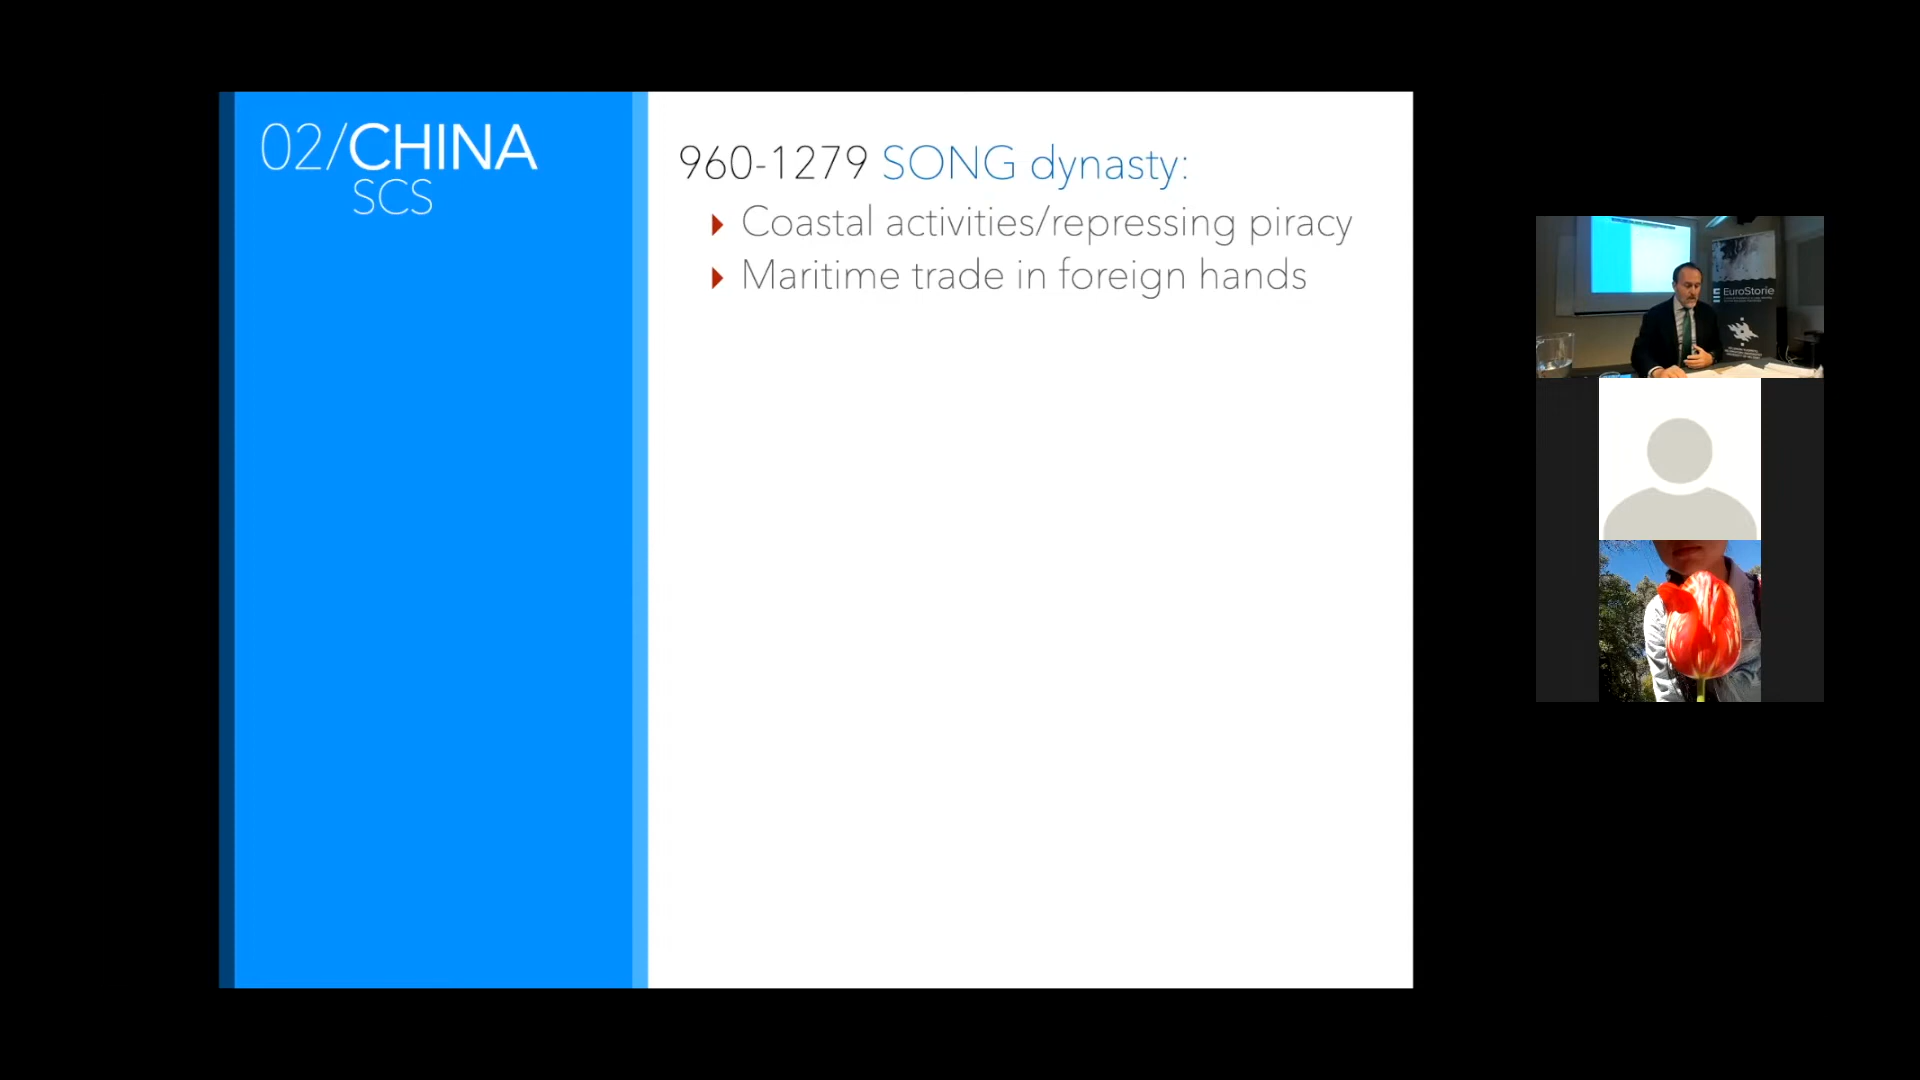 02/CHINA
SCS
960-1279 SONG dynasty:
Coastal activities/repressing piracy
Maritime trade in foreign hands
EuroStorie